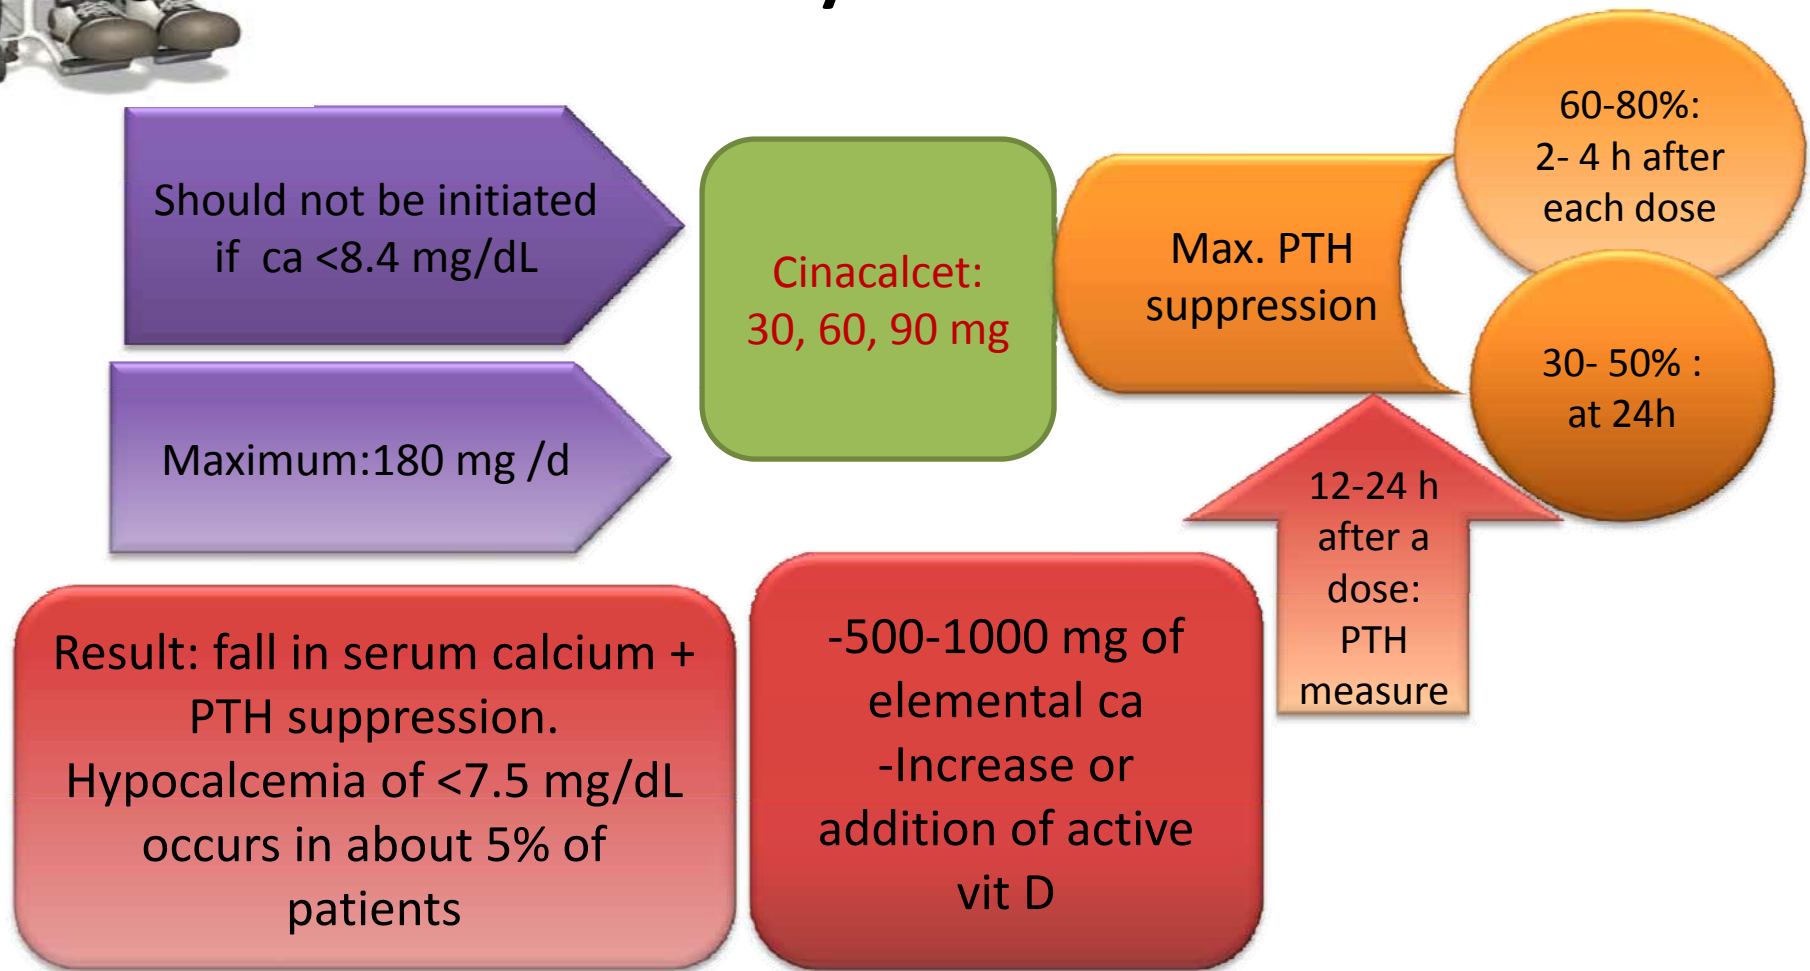 Should not be initiated
if ca <8.4 mg/dL
Maximum:180 mg /d
Cinacalcet:
30, 60, 90 mg
Max. PTH
suppression
60-80%:
2- 4 h after
each dose
30- 50% :
at 24h
12-24 h
after a
dose:
PTH
measure
Result: fall in serum calcium +
PTH suppression.
Hypocalcemia of <7.5 mg/dL
occurs in about 5% of
patients
-500-1000 mg of
elemental ca
-Increase or
addition of active
vit D